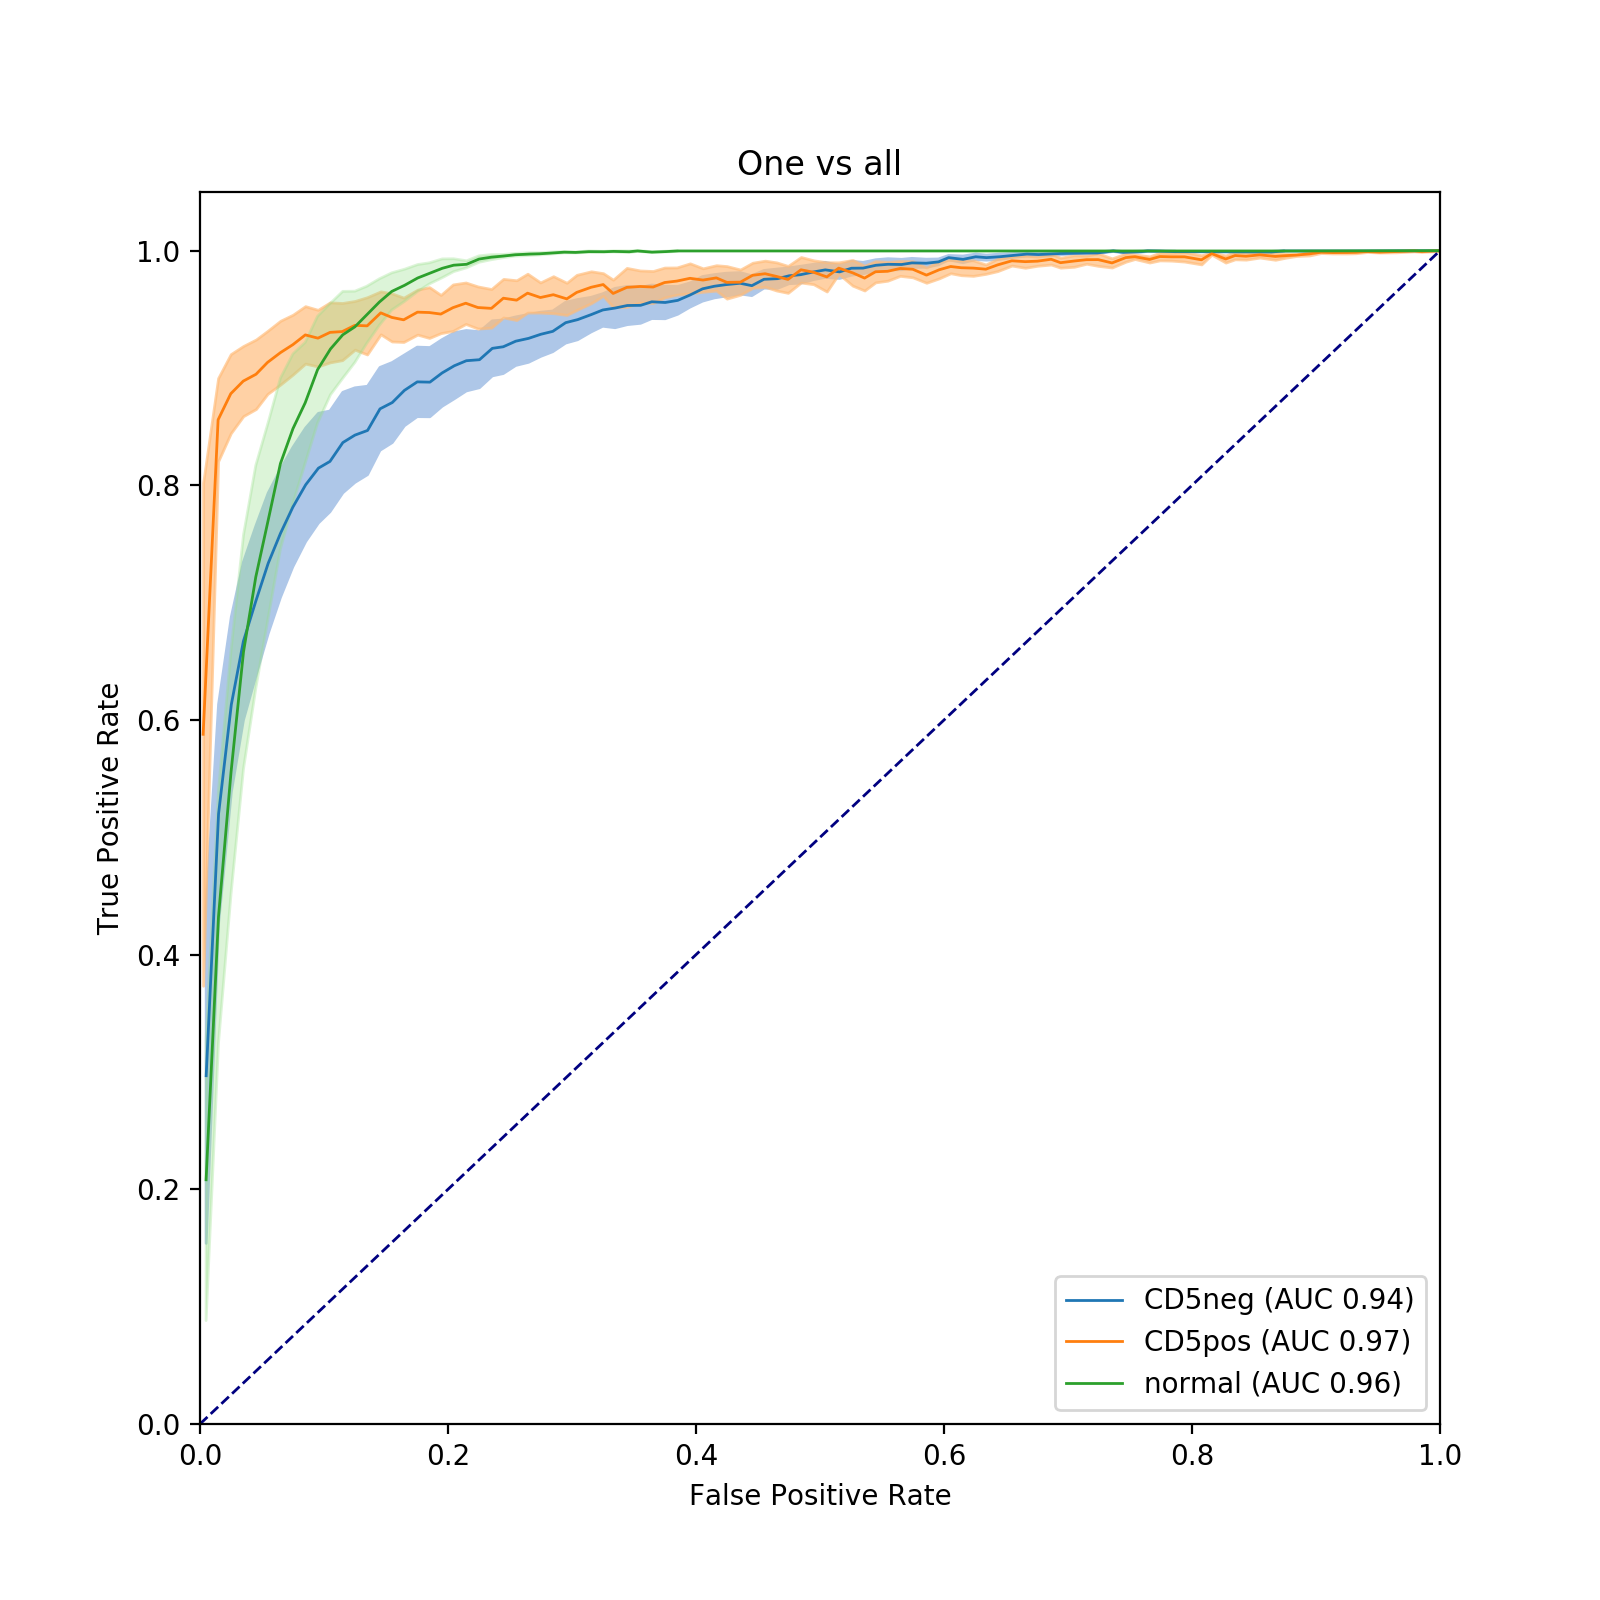 One vs all
1.0
0.8
0.6
0.4
0.2
0.0
True Positive Rate
0.0 0.2 0.4 0.6 0.8 1.0
False Positive Rate
CD5neg (AUC 0.94)
CD5pos (AUC 0.97)
normal (AUC 0.96)